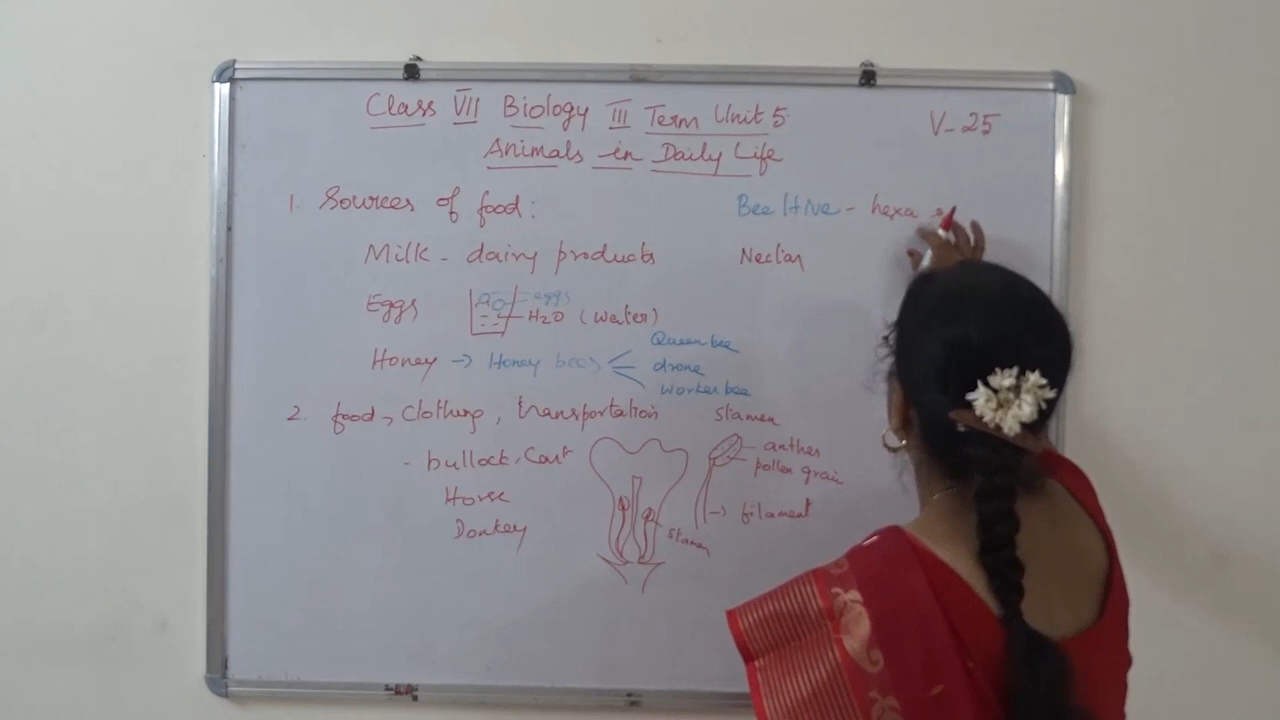 Class VII Biology III Term Unit 5
V-25
Animals in Daily Life
1. Sources of food:
Bee Hive - hexa
Milk - dairy products
Nectar
Eggs
eggs
H2O (water)
Honey → Honey bees
Queen bee
drone
worker bee
2. food, clothing, transportation
- bullock. Cart
Horse
Donkey
stamen
stamen
anther
pollen grain
→ filament